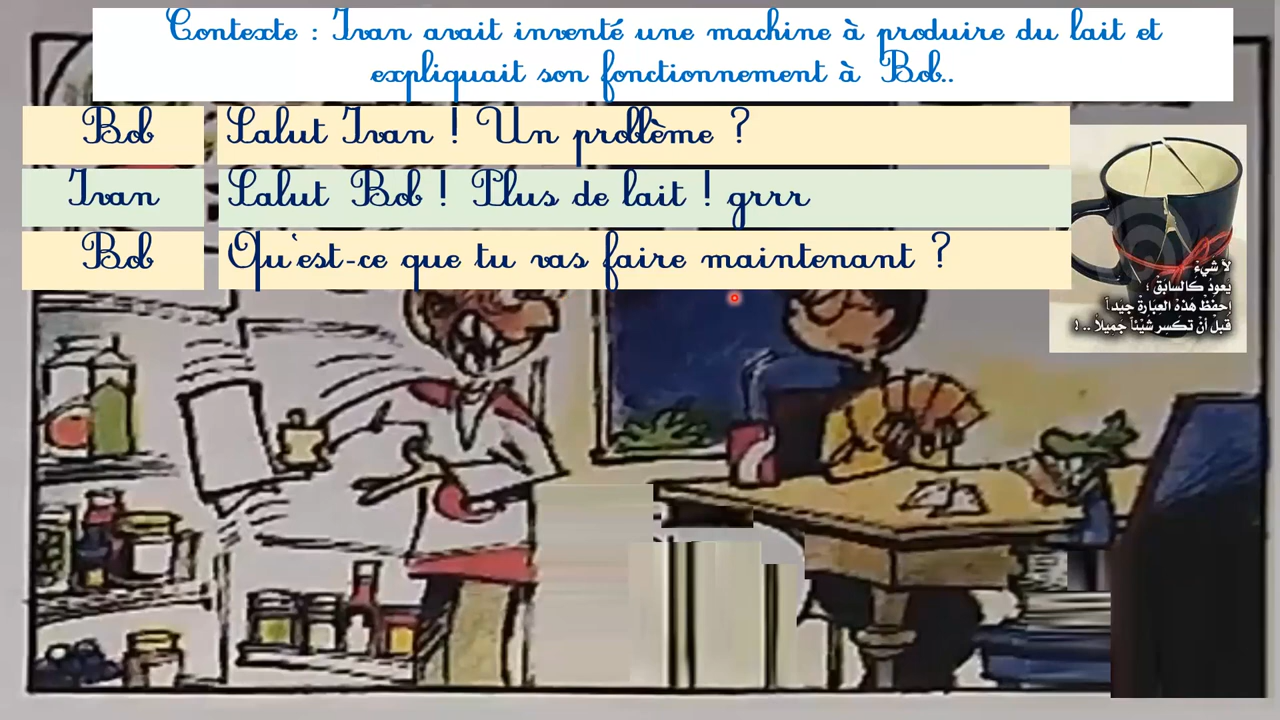 Contexte : Ivan avait inventé une machine à produire du lait et
expliquait son fonctionnement à Bob..
Bob Salut Ivan ! Un problème ?
Ivan Salut Bob ! Plus de lait ! grrr
Bob Qu'est-ce que tu vas faire maintenant ?
لا شيء
يعود كالسابق ؛
إحفظ هذه العبارة جيداً
قبل أن تكسر شيئاً جميلاً .. !